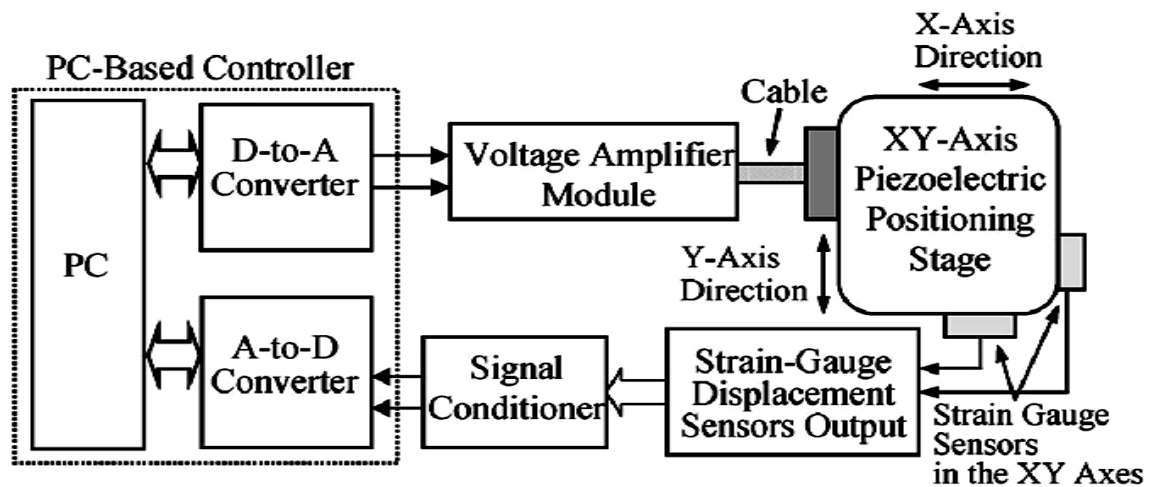 PC-Based Controller
PC
D-to-A
Converter
A-to-D
Converter
Voltage Amplifier
Module
Cable
X-Axis
Direction
XY-Axis
Piezoelectric
Positioning
Stage
Y-Axis
Direction
Signal
Conditioner
Strain-Gauge
Displacement
Sensors Output
Strain Gauge
Sensors
in the XY Axes